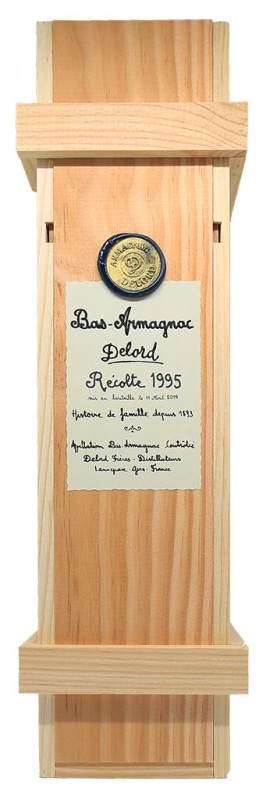 ARMAGNAC
DELORD
Bas-Armagnac
Delord
Récolte 1995
mis en bouteille le 11 Avril 2019
Histoire de famille depuis 1893
Appellation Bas-Armagnac Contrôlée
Delord Frères - Distillateurs
Lannepax - Gers - France